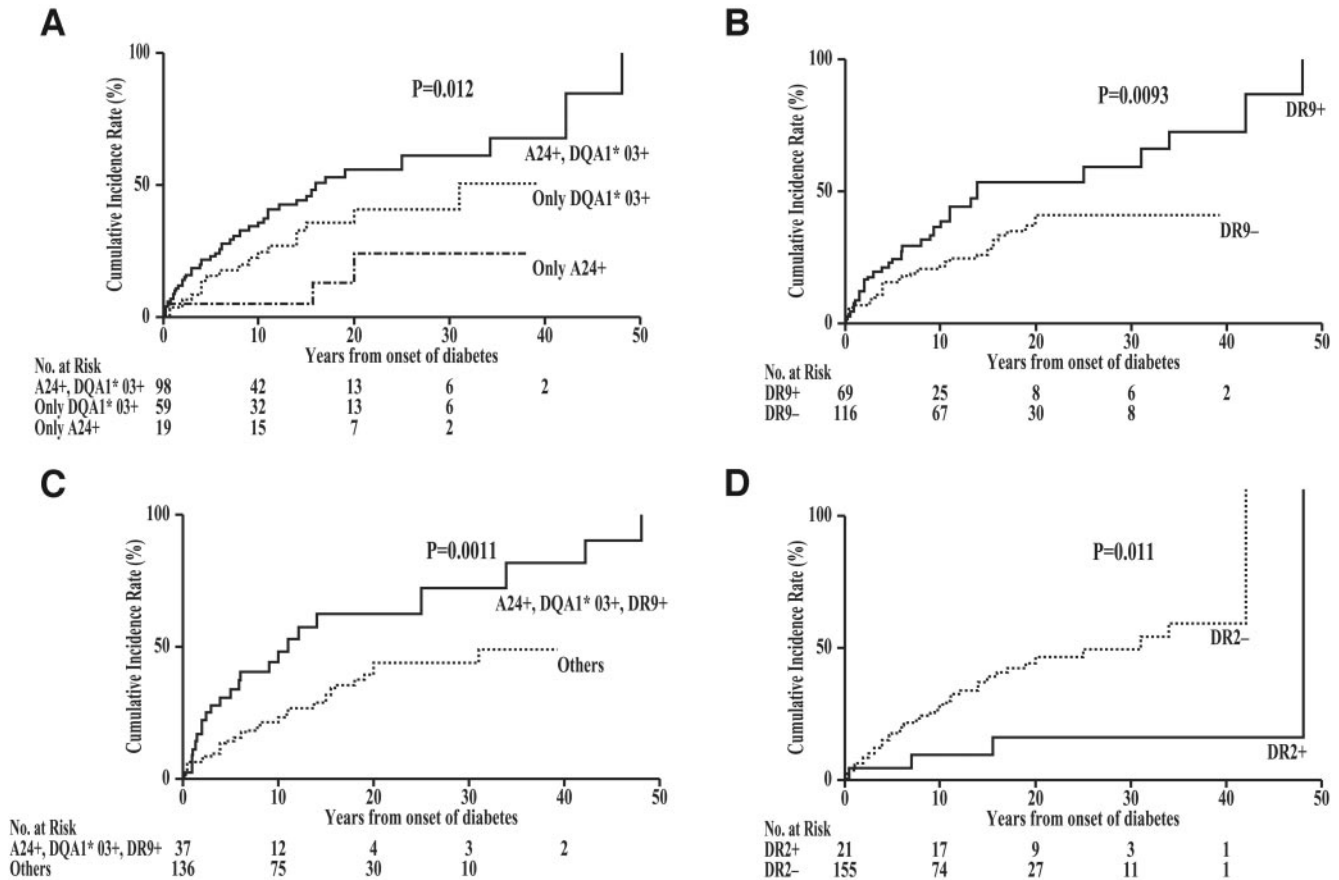 A
Cumulative Incidence Rate (%)
100
50
0
P=0.012
A24+, DQA1* 03+
Only DQA1* 03+
Only A24+
0 10 20 30 40 50
Years from onset of diabetes
No. at Risk
A24+, DQA1* 03+ 98 42 13 6 2
Only DQA1* 03+ 59 32 13 6
Only A24+ 19 15 7 2
B
Cumulative Incidence Rate (%)
100
50
0
P=0.0093
DR9+
DR9–
0 10 20 30 40 50
Years from onset of diabetes
No. at Risk
DR9+ 69 25 8 6 2
DR9– 116 67 30 8
C
Cumulative Incidence Rate (%)
100
50
0
P=0.0011
A24+, DQA1* 03+, DR9+
Others
0 10 20 30 40 50
Years from onset of diabetes
No. at Risk
A24+, DQA1* 03+, DR9+ 37 12 4 3 2
Others 136 75 30 10
D
Cumulative Incidence Rate (%)
100
50
0
P=0.011
DR2–
DR2+
0 10 20 30 40 50
Years from onset of diabetes
No. at Risk
DR2+ 21 17 9 3 1
DR2– 155 74 27 11 1